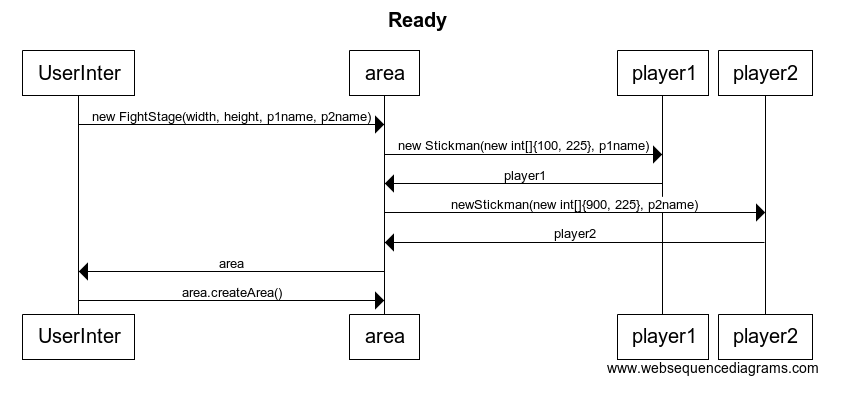 Ready
UserInter area player1 player2
new FightStage(width, height, p1name, p2name)
new Stickman(new int[]{100, 225}, p1name)
player1
newStickman(new int[]{900, 225}, p2name)
player2
area
area.createArea()
UserInter area player1 player2
www.websequencediagrams.com